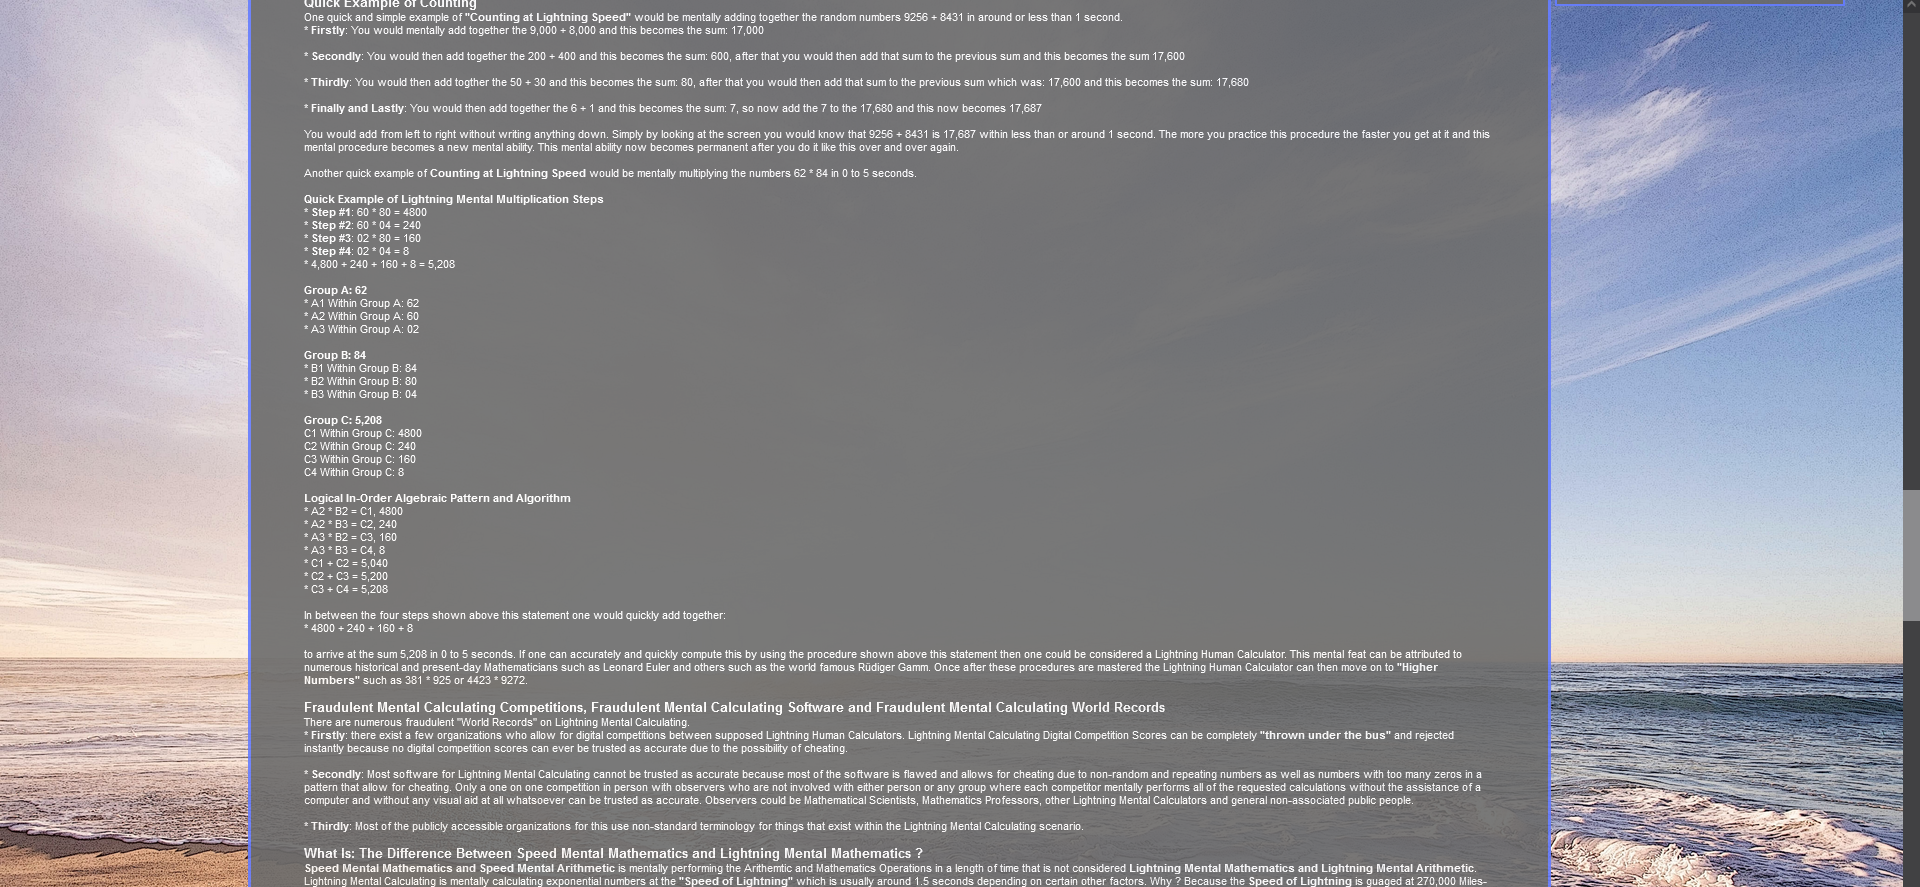 Quick Example of Counting
One quick and simple example of "Counting at Lightning Speed" would be mentally adding together the random numbers 9256 + 8431 in around or less than 1 second.
* Firstly: You would mentally add together the 9,000 + 8,000 and this becomes the sum: 17,000
* Secondly: You would then add together the 200 + 400 and this becomes the sum: 600, after that you would then add that sum to the previous sum and this becomes the sum 17,600
* Thirdly: You would then add togther the 50 + 30 and this becomes the sum: 80, after that you would then add that sum to the previous sum which was: 17,600 and this becomes the sum: 17,680
* Finally and Lastly: You would then add together the 6 + 1 and this becomes the sum: 7, so now add the 7 to the 17,680 and this now becomes 17,687
You would add from left to right without writing anything down. Simply by looking at the screen you would know that 9256 + 8431 is 17,687 within less than or around 1 second. The more you practice this procedure the faster you get at it and this
mental procedure becomes a new mental ability. This mental ability now becomes permanent after you do it like this over and over again.
Another quick example of Counting at Lightning Speed would be mentally multiplying the numbers 62 * 84 in 0 to 5 seconds.
Quick Example of Lightning Mental Multiplication Steps
* Step #1: 60 * 80 = 4800
* Step #2: 60 * 04 = 240
* Step #3: 02 * 80 = 160
* Step #4: 02 * 04 = 8
* 4,800 + 240 + 160 + 8 = 5,208
Group A: 62
* A1 Within Group A: 62
* A2 Within Group A: 60
* A3 Within Group A: 02
Group B: 84
* B1 Within Group B: 84
* B2 Within Group B: 80
* B3 Within Group B: 04
Group C: 5,208
C1 Within Group C: 4800
C2 Within Group C: 240
C3 Within Group C: 160
C4 Within Group C: 8
Logical In-Order Algebraic Pattern and Algorithm
* A2 * B2 = C1, 4800
* A2 * B3 = C2, 240
* A3 * B2 = C3, 160
* A3 * B3 = C4, 8
* C1 + C2 = 5,040
* C2 + C3 = 5,200
* C3 + C4 = 5,208
In between the four steps shown above this statement one would quickly add together:
* 4800 + 240 + 160 + 8
to arrive at the sum 5,208 in 0 to 5 seconds. If one can accurately and quickly compute this by using the procedure shown above this statement then one could be considered a Lightning Human Calculator. This mental feat can be attributed to
numerous historical and present-day Mathematicians such as Leonard Euler and others such as the world famous Rüdiger Gamm. Once after these procedures are mastered the Lightning Human Calculator can then move on to "Higher
Numbers" such as 381 * 925 or 4423 * 9272.
Fraudulent Mental Calculating Competitions, Fraudulent Mental Calculating Software and Fraudulent Mental Calculating World Records
There are numerous fraudulent "World Records" on Lightning Mental Calculating.
* Firstly: there exist a few organizations who allow for digital competitions between supposed Lightning Human Calculators. Lightning Mental Calculating Digital Competition Scores can be completely "thrown under the bus" and rejected
instantly because no digital competition scores can ever be trusted as accurate due to the possibility of cheating.
* Secondly: Most software for Lightning Mental Calculating cannot be trusted as accurate because most of the software is flawed and allows for cheating due to non-random and repeating numbers as well as numbers with too many zeros in a
pattern that allow for cheating. Only a one on one competition in person with observers who are not involved with either person or any group where each competitor mentally performs all of the requested calculations without the assistance of a
computer and without any visual aid at all whatsoever can be trusted as accurate. Observers could be Mathematical Scientists, Mathematics Professors, other Lightning Mental Calculators and general non-associated public people.
* Thirdly: Most of the publicly accessible organizations for this use non-standard terminology for things that exist within the Lightning Mental Calculating scenario.
What Is: The Difference Between Speed Mental Mathematics and Lightning Mental Mathematics ?
Speed Mental Mathematics and Speed Mental Arithmetic is mentally performing the Arithemtic and Mathematics Operations in a length of time that is not considered Lightning Mental Mathematics and Lightning Mental Arithmetic.
Lightning Mental Calculating is mentally calculating exponential numbers at the "Speed of Lightning" which is usually around 1.5 seconds depending on certain other factors. Why ? Because the Speed of Lightning is guaged at 270,000 Miles-